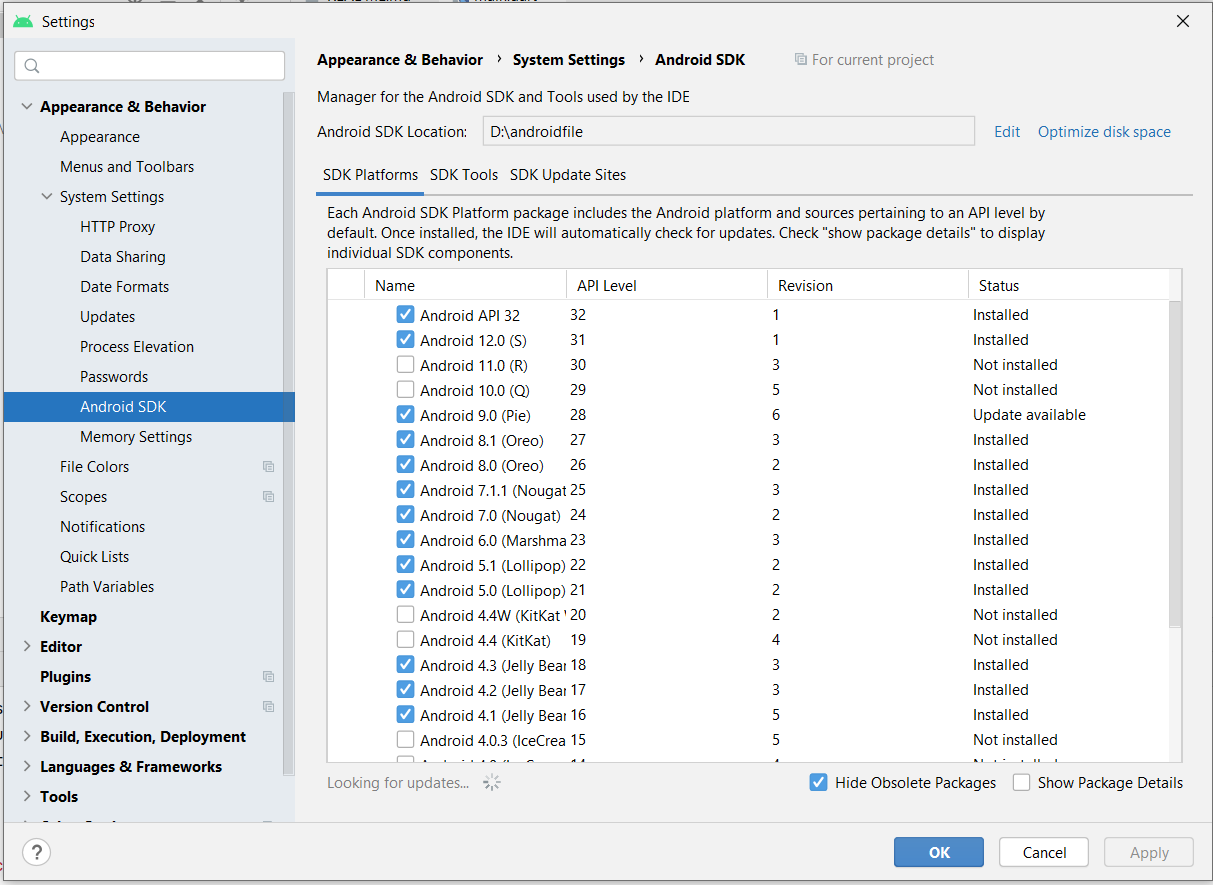 Settings
Appearance & Behavior
Appearance
Menus and Toolbars
System Settings
HTTP Proxy
Data Sharing
Date Formats
Updates
Process Elevation
Passwords
Android SDK
Memory Settings
File Colors
Scopes
Notifications
Quick Lists
Path Variables
Keymap
Editor
Plugins
Version Control
Build, Execution, Deployment
Languages & Frameworks
Tools
Appearance & Behavior › System Settings › Android SDK For current project
Manager for the Android SDK and Tools used by the IDE
Android SDK Location: D:\androidfile Edit Optimize disk space
SDK Platforms SDK Tools SDK Update Sites
Each Android SDK Platform package includes the Android platform and sources pertaining to an API level by
default. Once installed, the IDE will automatically check for updates. Check "show package details" to display
individual SDK components.
Name API Level Revision Status
Android API 32 32 1 Installed
Android 12.0 (S) 31 1 Installed
Android 11.0 (R) 30 3 Not installed
Android 10.0 (Q) 29 5 Not installed
Android 9.0 (Pie) 28 6 Update available
Android 8.1 (Oreo) 27 3 Installed
Android 8.0 (Oreo) 26 2 Installed
Android 7.1.1 (Nougat 25 3 Installed
Android 7.0 (Nougat) 24 2 Installed
Android 6.0 (Marshma 23 3 Installed
Android 5.1 (Lollipop) 22 2 Installed
Android 5.0 (Lollipop) 21 2 Installed
Android 4.4W (KitKat 20 2 Not installed
Android 4.4 (KitKat) 19 4 Not installed
Android 4.3 (Jelly Bear 18 3 Installed
Android 4.2 (Jelly Bear 17 3 Installed
Android 4.1 (Jelly Bear 16 5 Installed
Android 4.0.3 (IceCrea 15 5 Not installed
Looking for updates... Hide Obsolete Packages Show Package Details
? OK Cancel Apply